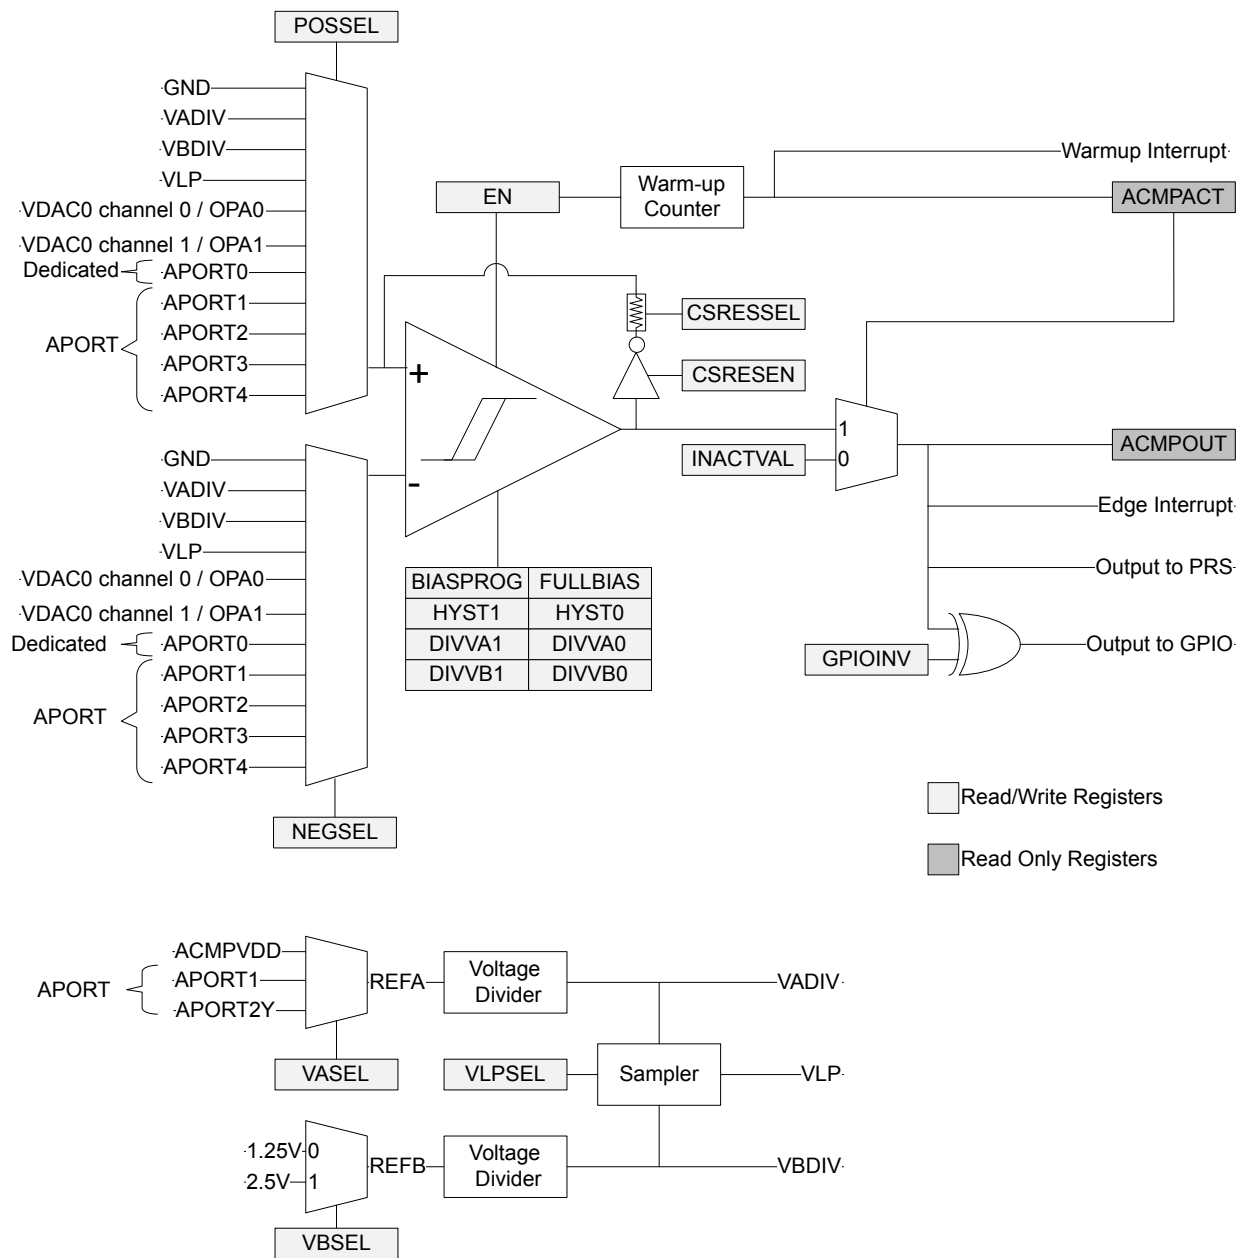 POSSEL
GND
VADIV
VBDIV
VLP
VDAC0 channel 0 / OPA0
VDAC0 channel 1 / OPA1
Dedicated
APORT0
APORT1
APORT2
APORT
APORT3
APORT4
EN
Warm-up
Counter
Warmup Interrupt
ACMPACT
CSRESSEL
CSRESEN
+
-
INACTVAL
1
0
ACMPOUT
Edge Interrupt
Output to PRS
Output to GPIO
GPIOINV
GND
VADIV
VBDIV
VLP
VDAC0 channel 0 / OPA0
VDAC0 channel 1 / OPA1
Dedicated
APORT0
APORT1
APORT2
APORT
APORT3
APORT4
NEGSEL
BIASPROG FULLBIAS
HYST1 HYST0
DIVVA1 DIVVA0
DIVVB1 DIVVB0
Read/Write Registers
Read Only Registers
ACMPVDD
APORT
APORT1
APORT2Y
REFA
Voltage
Divider
VADIV
VASEL
VLPSEL
Sampler
VLP
1.25V 0
2.5V 1
REFB
Voltage
Divider
VBDIV
VBSEL